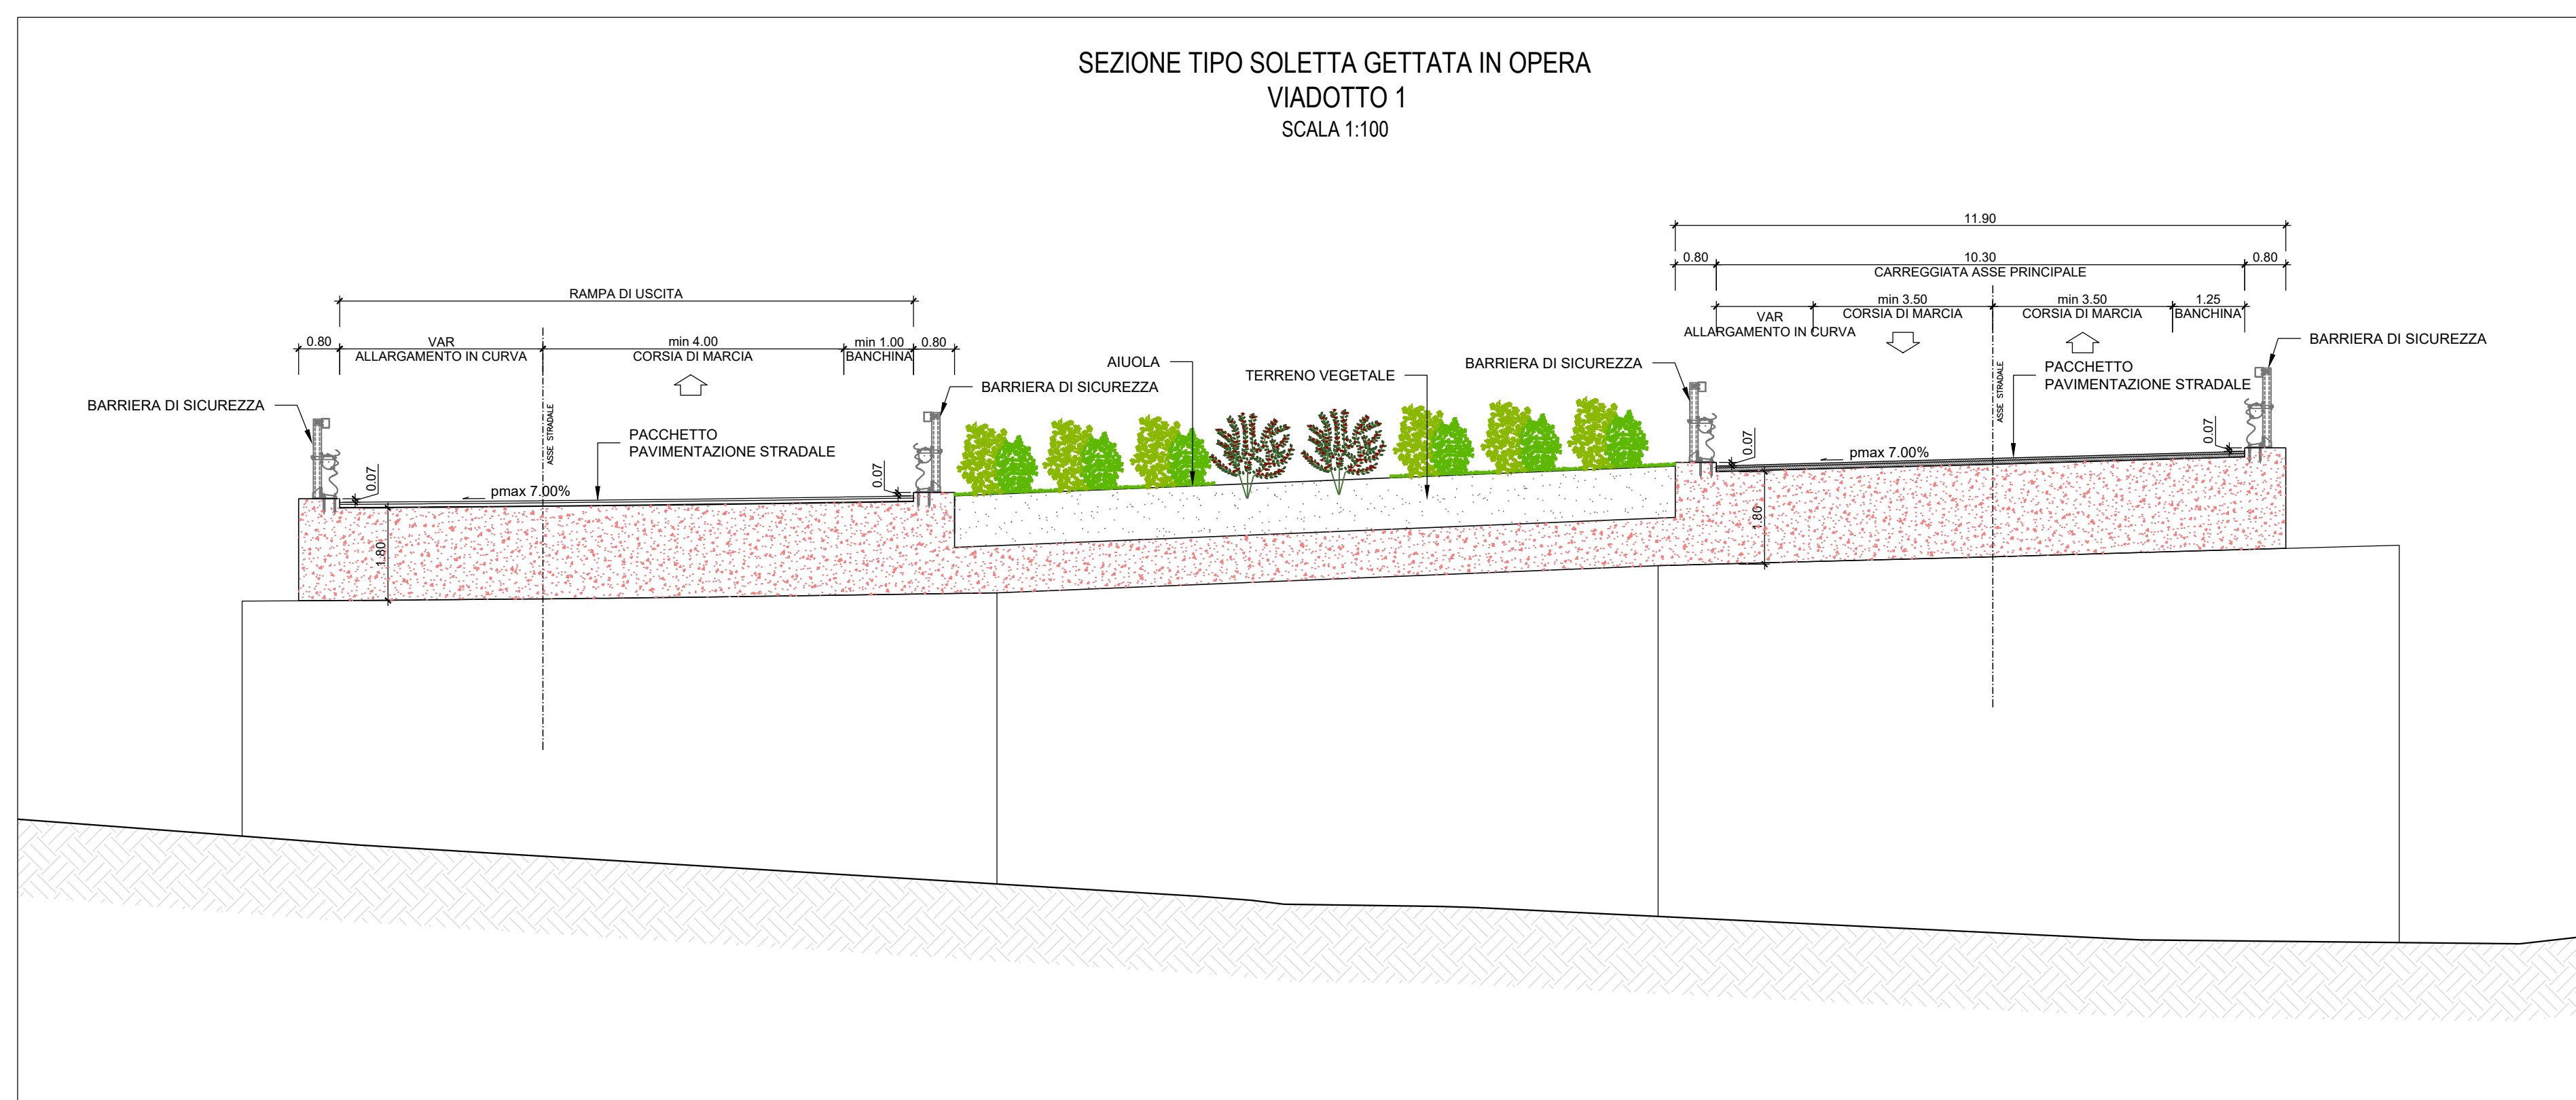 SEZIONE TIPO SOLETTA GETTATA IN OPERA
VIADOTTO 1
SCALA 1:100
11.90
0.80
10.30
0.80
CARREGGIATA ASSE PRINCIPALE
min 3.50
min 3.50
1.25
VAR
CORSIA DI MARCIA
CORSIA DI MARCIA
BANCHINA
ALLARGAMENTO IN CURVA
RAMPA DI USCITA
0.80
VAR
min 4.00
min 1.00
0.80
ALLARGAMENTO IN CURVA
CORSIA DI MARCIA
BANCHINA
BARRIERA DI SICUREZZA
BARRIERA DI SICUREZZA
AIUOLA
TERRENO VEGETALE
BARRIERA DI SICUREZZA
BARRIERA DI SICUREZZA
ASSE STRADALE
ASSE STRADALE
PACCHETTO
PAVIMENTAZIONE STRADALE
PACCHETTO
PAVIMENTAZIONE STRADALE
0.07
pmax 7.00%
0.07
0.07
pmax 7.00%
0.07
1.80
1.80